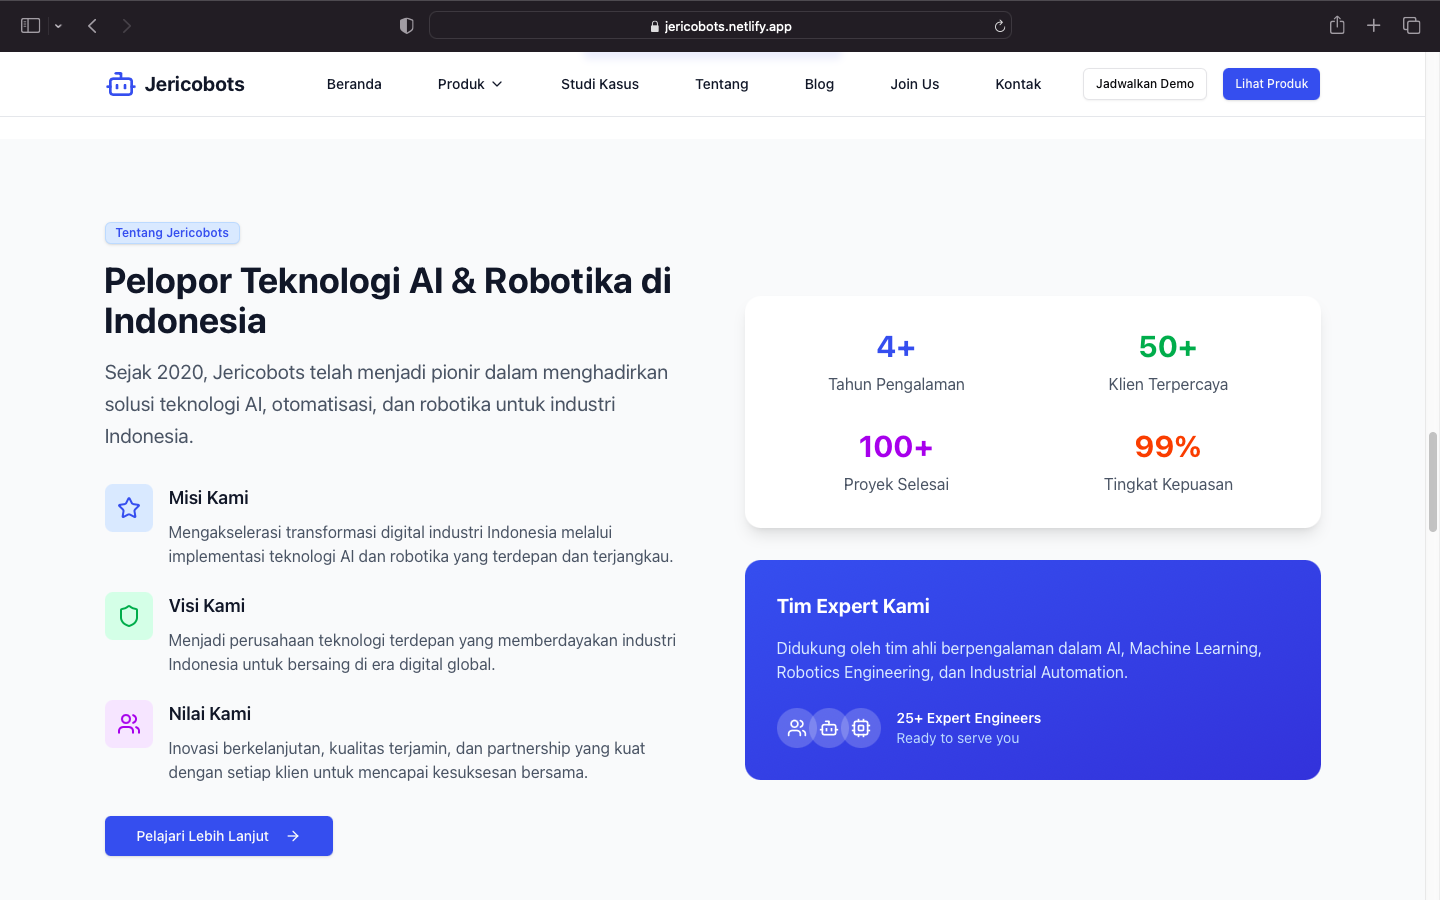 jericobots.netlify.app
Jericobots
Beranda
Produk
Studi Kasus
Tentang
Blog
Join Us
Kontak
Jadwalkan Demo
Lihat Produk
Tentang Jericobots
Pelopor Teknologi AI & Robotika di
Indonesia
Sejak 2020, Jericobots telah menjadi pionir dalam menghadirkan
solusi teknologi AI, otomatisasi, dan robotika untuk industri
Indonesia.
Misi Kami
Mengakselerasi transformasi digital industri Indonesia melalui
implementasi teknologi AI dan robotika yang terdepan dan terjangkau.
Visi Kami
Menjadi perusahaan teknologi terdepan yang memberdayakan industri
Indonesia untuk bersaing di era digital global.
Nilai Kami
Inovasi berkelanjutan, kualitas terjamin, dan partnership yang kuat
dengan setiap klien untuk mencapai kesuksesan bersama.
Pelajari Lebih Lanjut
4+
Tahun Pengalaman
50+
Klien Terpercaya
100+
Proyek Selesai
99%
Tingkat Kepuasan
Tim Expert Kami
Didukung oleh tim ahli berpengalaman dalam AI, Machine Learning,
Robotics Engineering, dan Industrial Automation.
25+ Expert Engineers
Ready to serve you